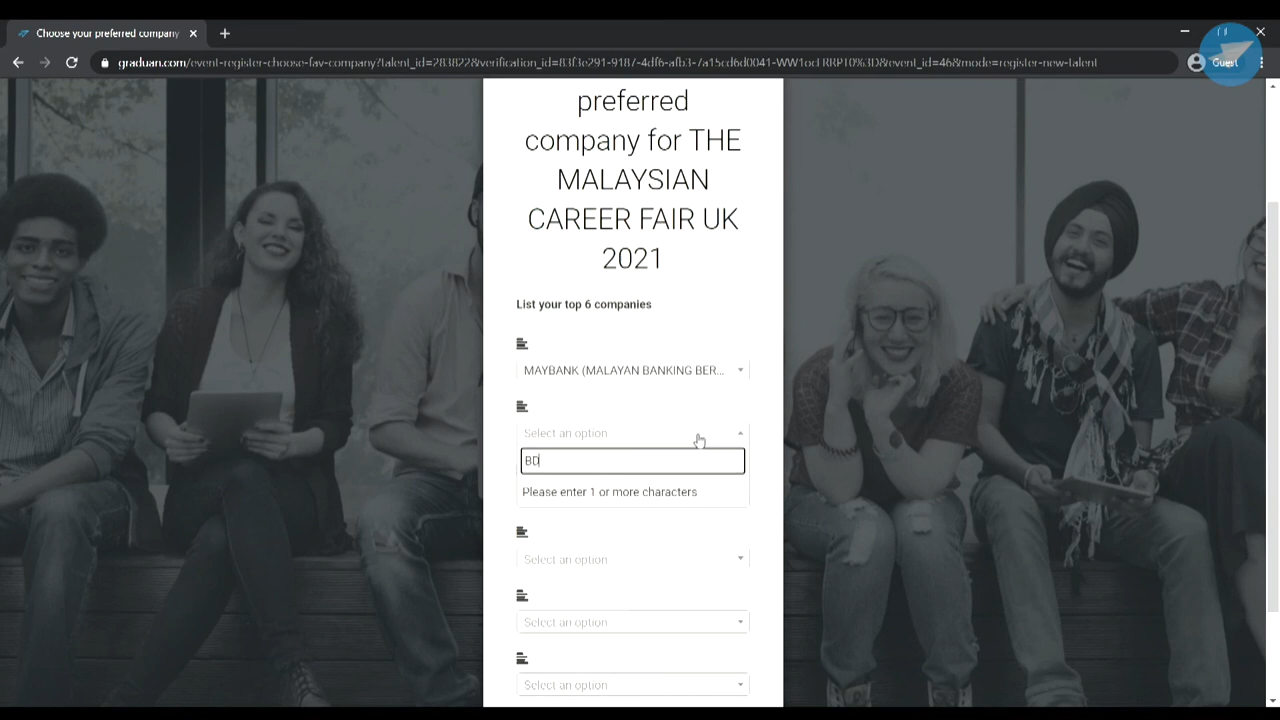 Choose your preferred company
graduan.com/event-register-choose-fav-company?talent_id=283822&verification_id=83f3e291-9187-4df6-afb3-7a15cd6d0041-WW1ocFRRPT0%3D&event_id=46&mode=register-new-talent
Guest
preferred
company for THE
MALAYSIAN
CAREER FAIR UK
2021
List your top 6 companies
MAYBANK (MALAYAN BANKING BER...
Select an option
BD
Please enter 1 or more characters
Select an option
Select an option
Select an option